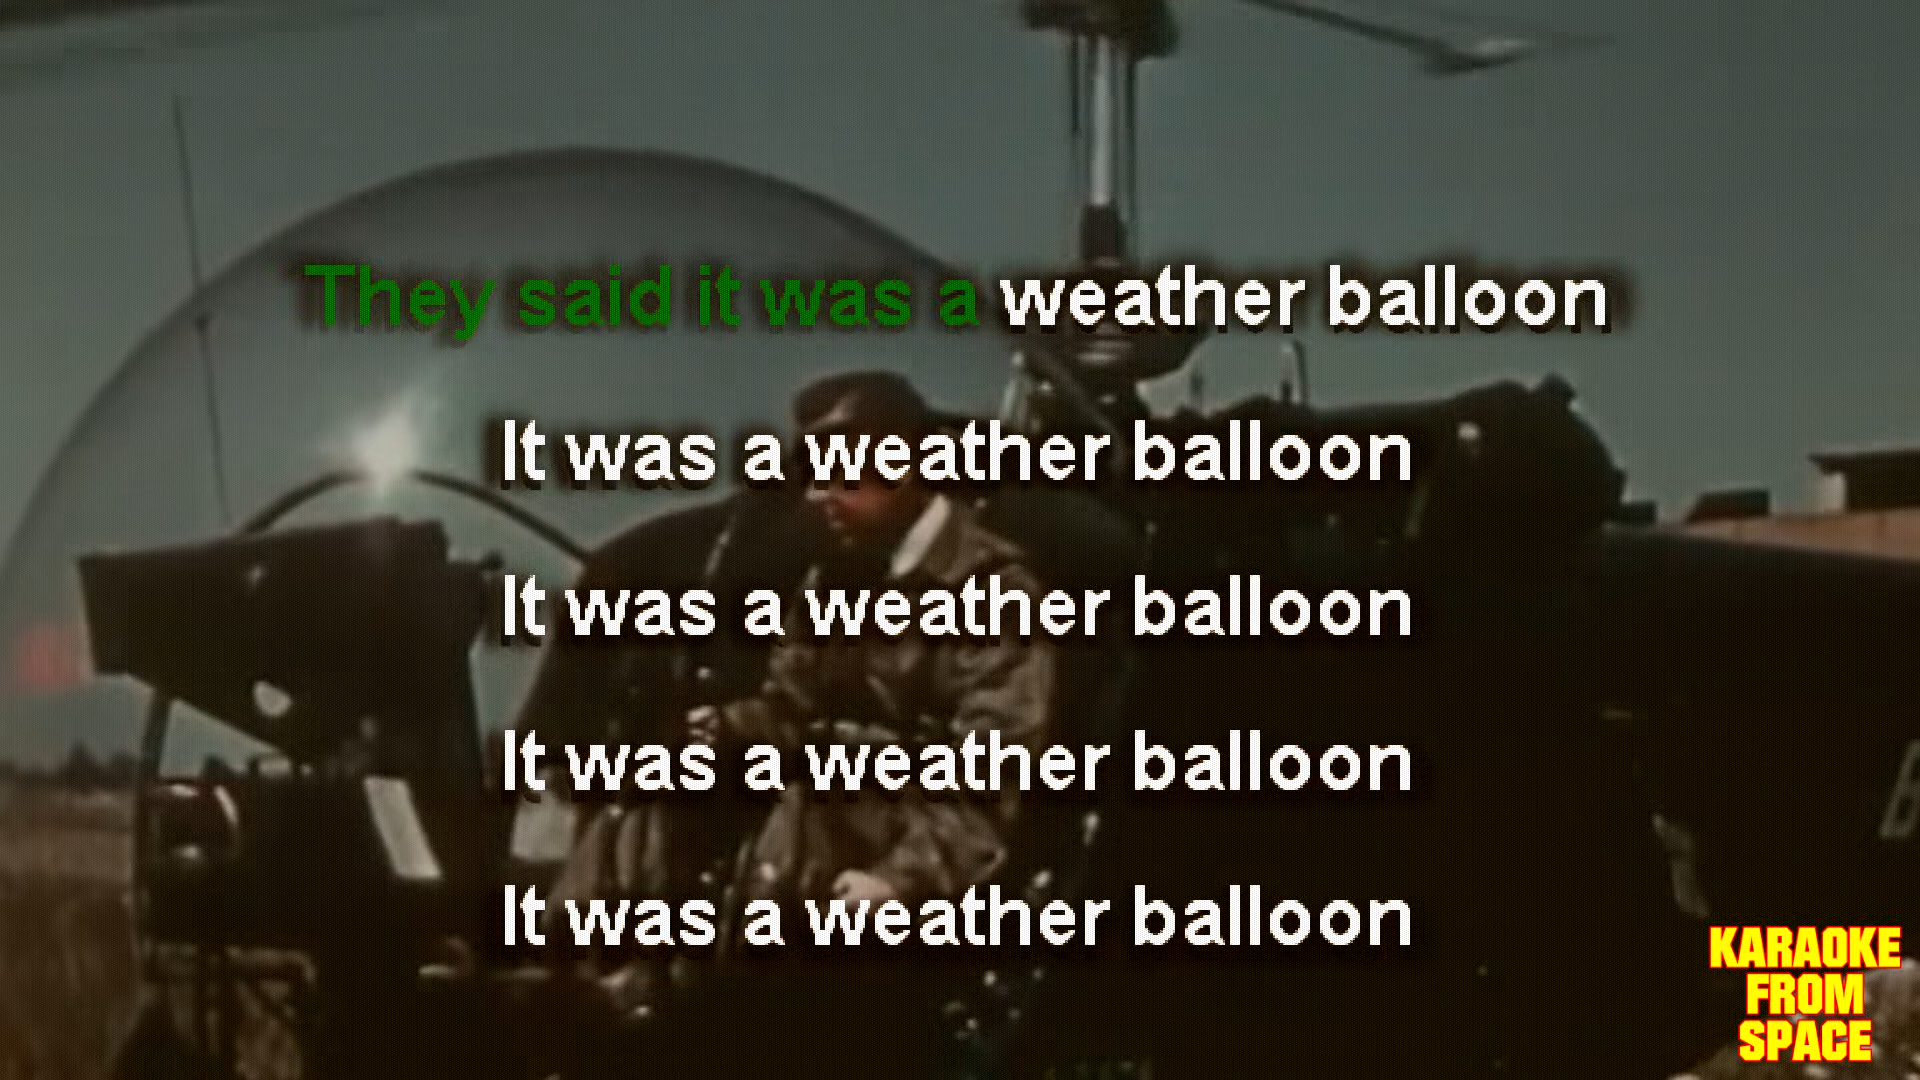 They said it was a weather balloon
It was a weather balloon
It was a weather balloon
It was a weather balloon
It was a weather balloon
KARAOKE
FROM
SPACE